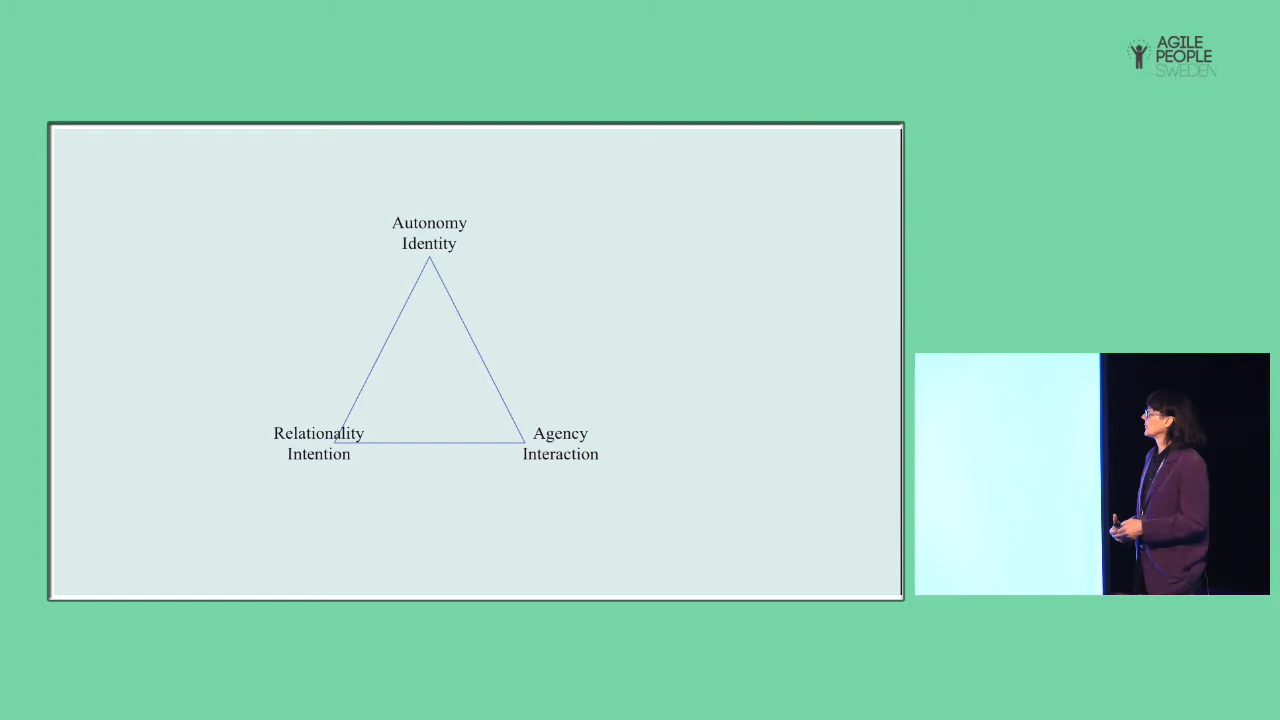 AGILE
PEOPLE
SWEDEN
Autonomy
Identity
Relationality
Intention
Agency
Interaction